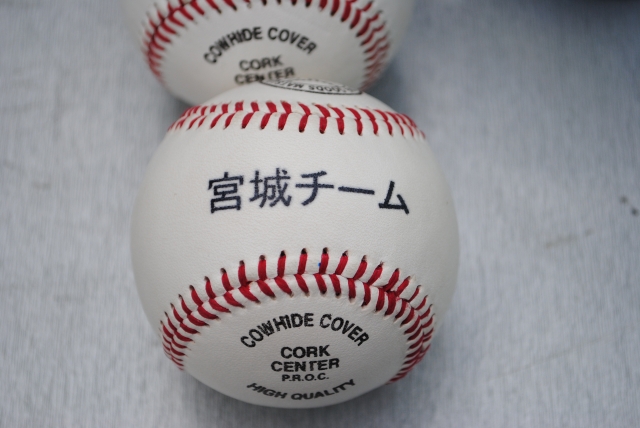 COWHIDE COVER
CORK
CENTER
宮城チーム
COWHIDE COVER
CORK
CENTER
P.R.O.C.
HIGH QUALITY